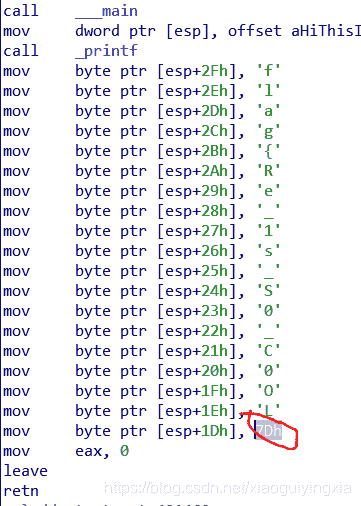 call ___main
mov dword ptr [esp], offset aHiThisI
call _printf
mov byte ptr [esp+2Fh], 'f'
mov byte ptr [esp+2Eh], 'l'
mov byte ptr [esp+2Dh], 'a'
mov byte ptr [esp+2Ch], 'g'
mov byte ptr [esp+2Bh], '{'
mov byte ptr [esp+2Ah], 'R'
mov byte ptr [esp+29h], 'e'
mov byte ptr [esp+28h], '_'
mov byte ptr [esp+27h], '1'
mov byte ptr [esp+26h], 's'
mov byte ptr [esp+25h], '_'
mov byte ptr [esp+24h], 'S'
mov byte ptr [esp+23h], '0'
mov byte ptr [esp+22h], '_'
mov byte ptr [esp+21h], 'C'
mov byte ptr [esp+20h], '0'
mov byte ptr [esp+1Fh], 'O'
mov byte ptr [esp+1Eh], 'L'
mov byte ptr [esp+1Dh], 7Dh
mov eax, 0
leave
retn
https://blog.csdn.net/xiaoguiyingxia